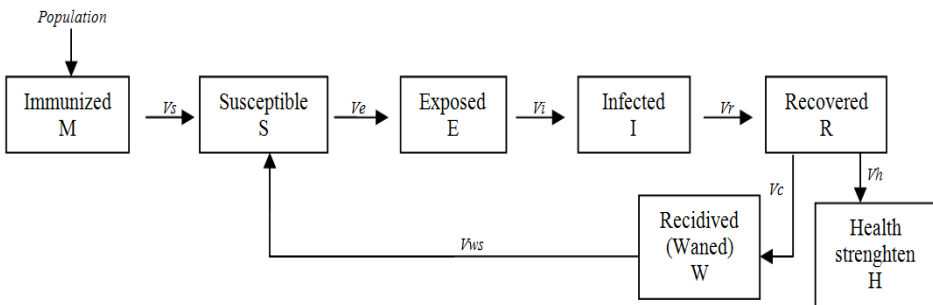 Population
Immunized
M
Vs
Susceptible
S
Ve
Exposed
E
Vi
Infected
I
Vr
Recovered
R
Vc
Vh
Recidived
(Waned)
W
Vws
Health
strenghten
H